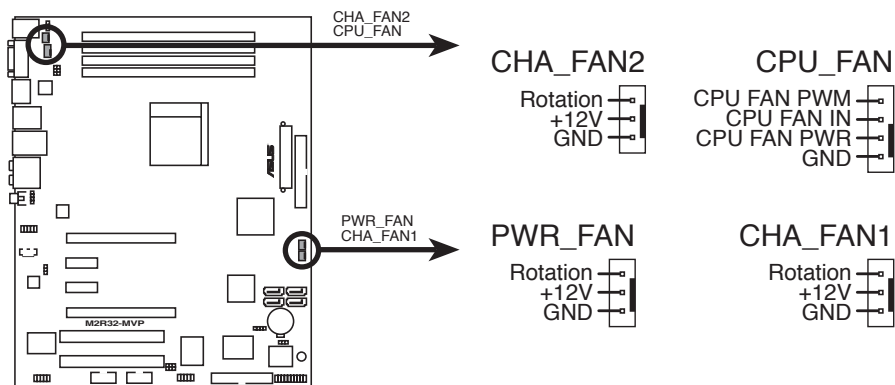 CHA_FAN2
CPU_FAN
CHA_FAN2
Rotation
+12V
GND
CPU_FAN
CPU FAN PWM
CPU FAN IN
CPU FAN PWR
GND
ASUS
PWR_FAN
CHA_FAN1
PWR_FAN
Rotation
+12V
GND
CHA_FAN1
Rotation
+12V
GND
M2R32-MVP